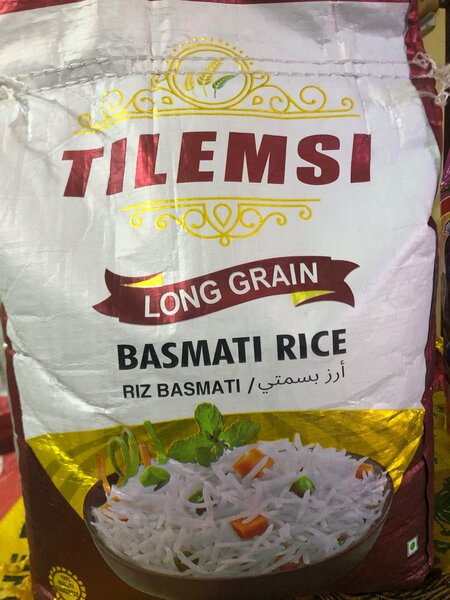 TILEMSI
LONG GRAIN
BASMATI RICE
RIZ BASMATI / أرز بسمتي